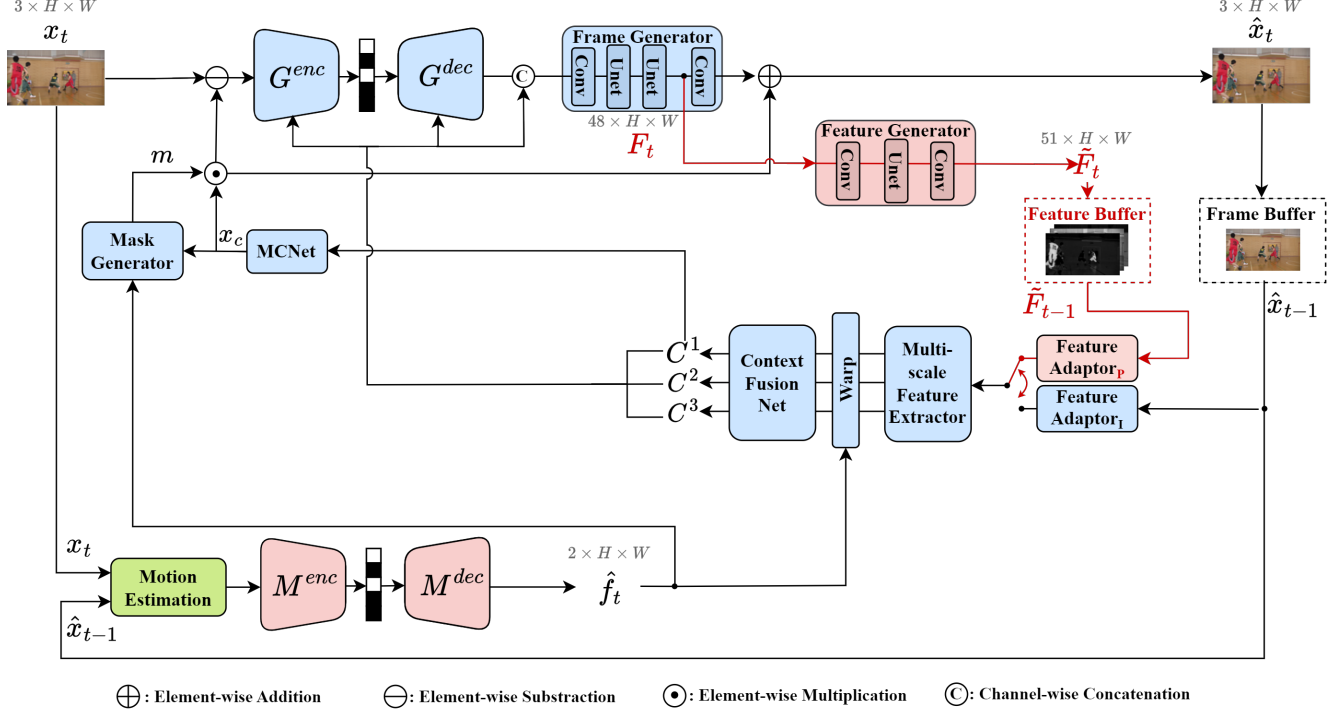 3 × H × W
x_t
3 × H × W
x̂_t
G^{enc}
G^{dec}
C
Frame Generator
Conv
Unet
Unet
Conv
48 × H × W
F_t
Feature Generator
Conv
Unet
Conv
51 × H × W
F̃_t
m
Mask
Generator
x_c
MCNet
Feature Buffer
Frame Buffer
F̃_{t−1}
x̂_{t−1}
C^1
C^2
C^3
Context
Fusion
Net
Warp
Multi-
scale
Feature
Extractor
Feature
Adaptor_P
Feature
Adaptor_I
x_t
x̂_{t−1}
Motion
Estimation
M^{enc}
M^{dec}
2 × H × W
f̂_t
: Element-wise Addition
: Element-wise Substraction
: Element-wise Multiplication
C : Channel-wise Concatenation